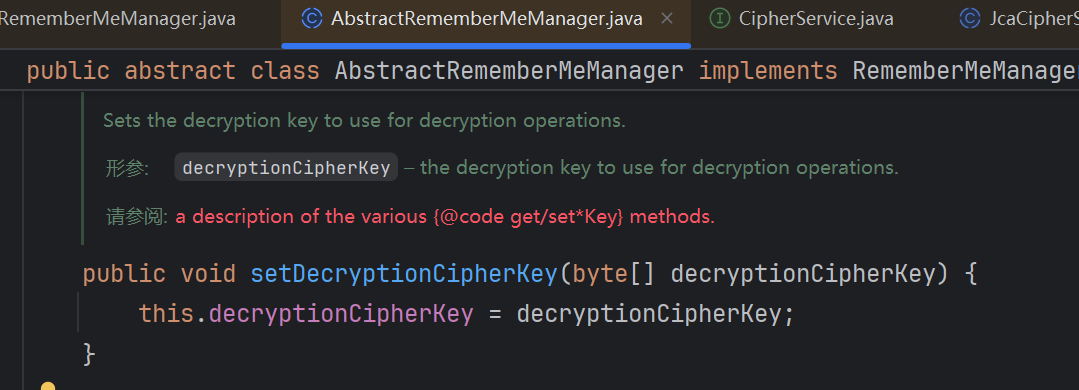 RememberMeManager.java AbstractRememberMeManager.java CipherService.java JcaCipherS
public abstract class AbstractRememberMeManager implements RememberMeManage
Sets the decryption key to use for decryption operations.
形参: decryptionCipherKey – the decryption key to use for decryption operations.
请参阅: a description of the various {@code get/set*Key} methods.
public void setDecryptionCipherKey(byte[] decryptionCipherKey) {
this.decryptionCipherKey = decryptionCipherKey;
}